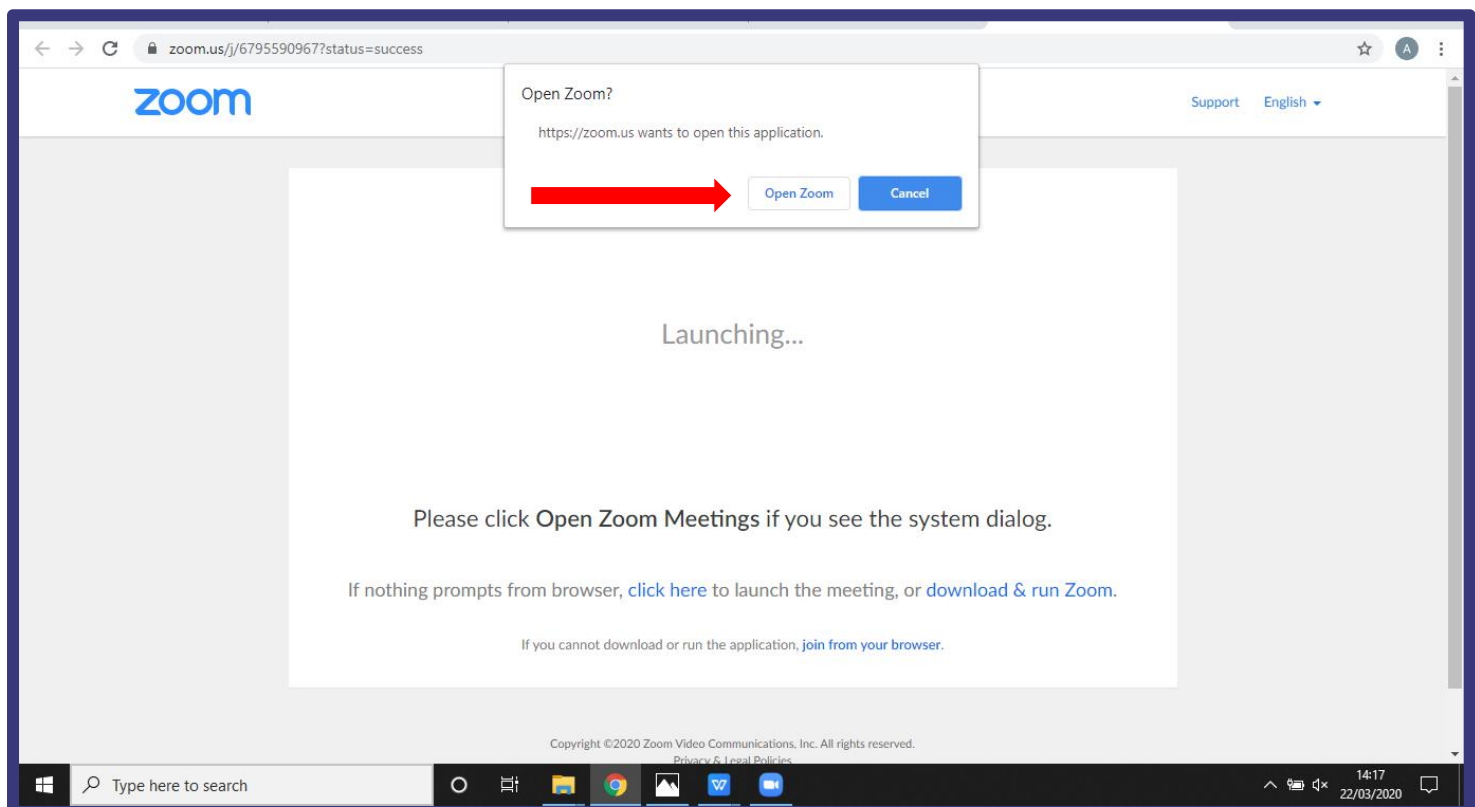 zoom.us/j/6795590967?status=success
A
zoom
Support English
Open Zoom?
https://zoom.us wants to open this application.
Open Zoom Cancel
Launching...
Please click Open Zoom Meetings if you see the system dialog.
If nothing prompts from browser, click here to launch the meeting, or download & run Zoom.
If you cannot download or run the application, join from your browser.
Copyright ©2020 Zoom Video Communications, Inc. All rights reserved.
Privacy & Legal Policies
Type here to search
14:17
22/03/2020